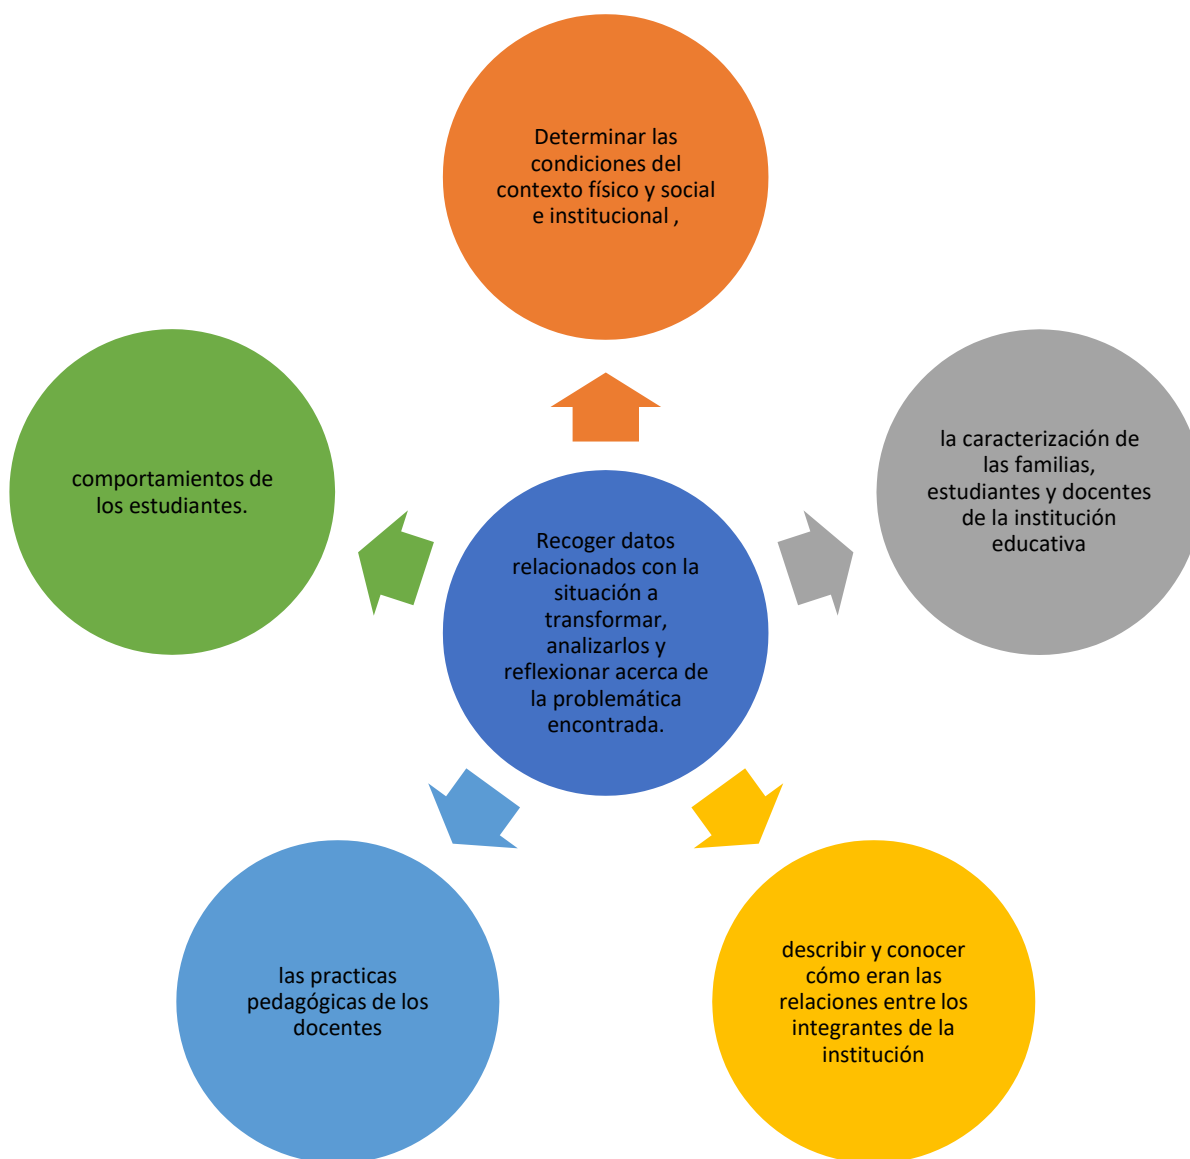 Determinar las
condiciones del
contexto físico y social
e institucional ,
la caracterización de
las familias,
estudiantes y docentes
de la institución
educativa
comportamientos de
los estudiantes.
Recoger datos
relacionados con la
situación a
transformar,
analizarlos y
reflexionar acerca de
la problemática
encontrada.
describir y conocer
cómo eran las
relaciones entre los
integrantes de la
institución
las practicas
pedagógicas de los
docentes